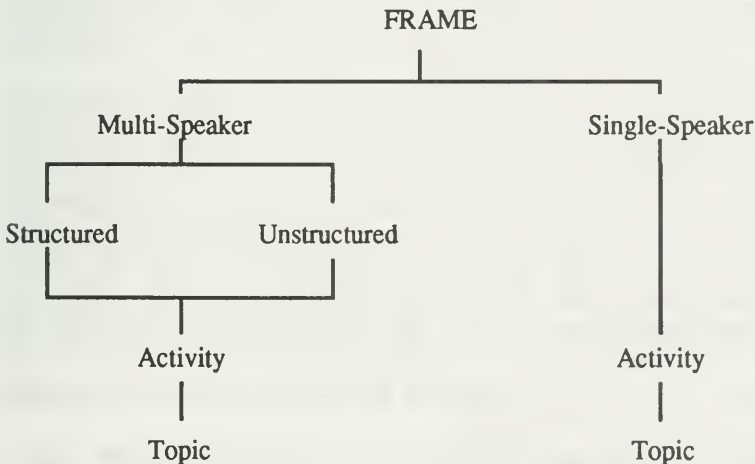 FRAME
Multi-Speaker Single-Speaker
Structured Unstructured
Activity Activity
Topic Topic